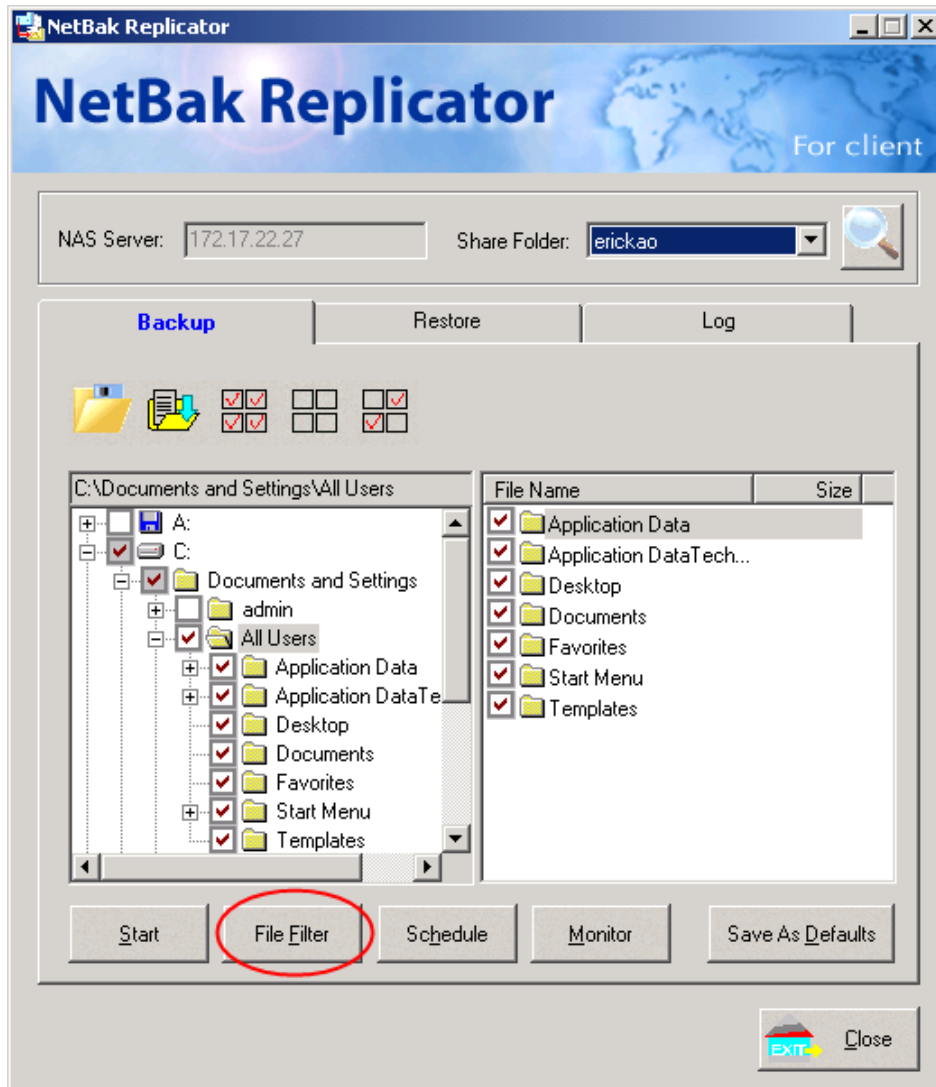 NetBak Replicator
NetBak Replicator
For client
NAS Server: 172.17.22.27 Share Folder: erickao
Backup Restore Log
C:\Documents and Settings\All Users
A:
C:
Documents and Settings
admin
All Users
Application Data
Application DataTe
Desktop
Documents
Favorites
Start Menu
Templates
File Name Size
Application Data
Application DataTech...
Desktop
Documents
Favorites
Start Menu
Templates
Start File Filter Schedule Monitor Save As Defaults
EXIT Close